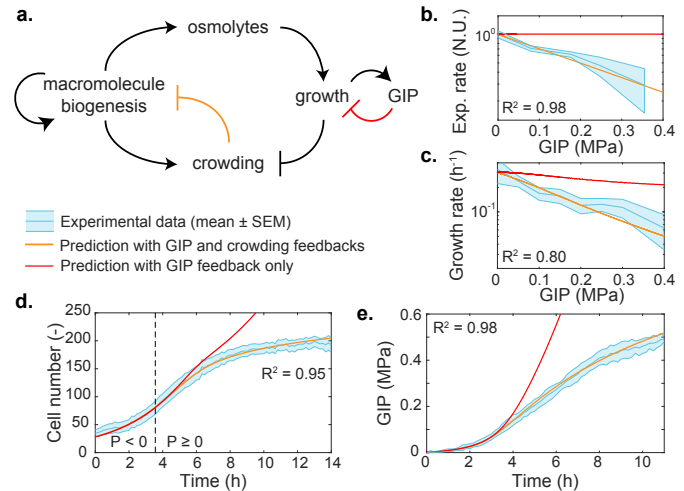 a.
osmolytes
macromolecule
biogenesis
growth
GIP
crowding
Experimental data (mean ± SEM)
Prediction with GIP and crowding feedbacks
Prediction with GIP feedback only
b.
Exp. rate (N.U.)
10⁰
R² = 0.98
0 0.1 0.2 0.3 0.4
GIP (MPa)
c.
Growth rate (h⁻¹)
10⁻¹
R² = 0.80
0 0.1 0.2 0.3 0.4
GIP (MPa)
d.
Cell number (-)
250
200
150
100
50
0
R² = 0.95
P < 0 P ≥ 0
0 2 4 6 8 10 12 14
Time (h)
e.
GIP (MPa)
0.6
0.4
0.2
0
R² = 0.98
0 2 4 6 8 10
Time (h)